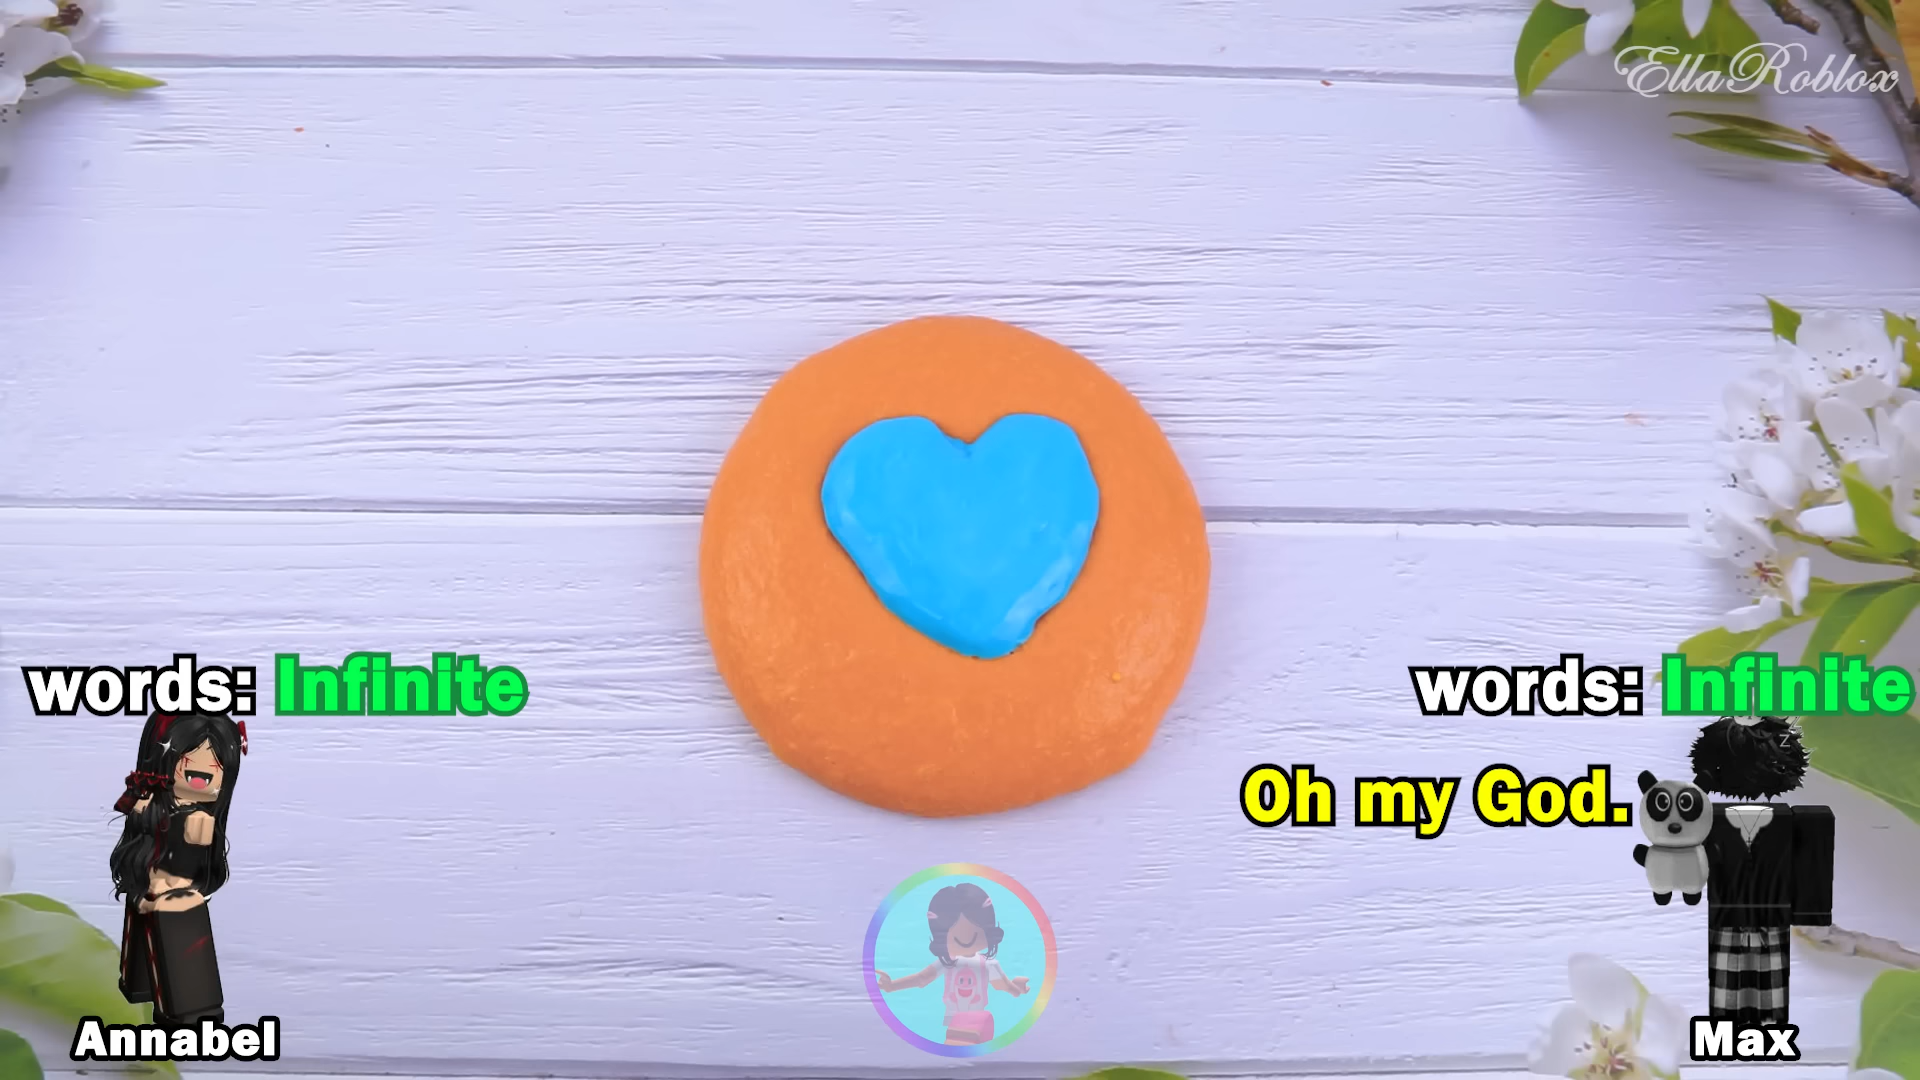 EllaRoblox
words: Infinite
words: Infinite
Oh my God.
z
Annabel
Max